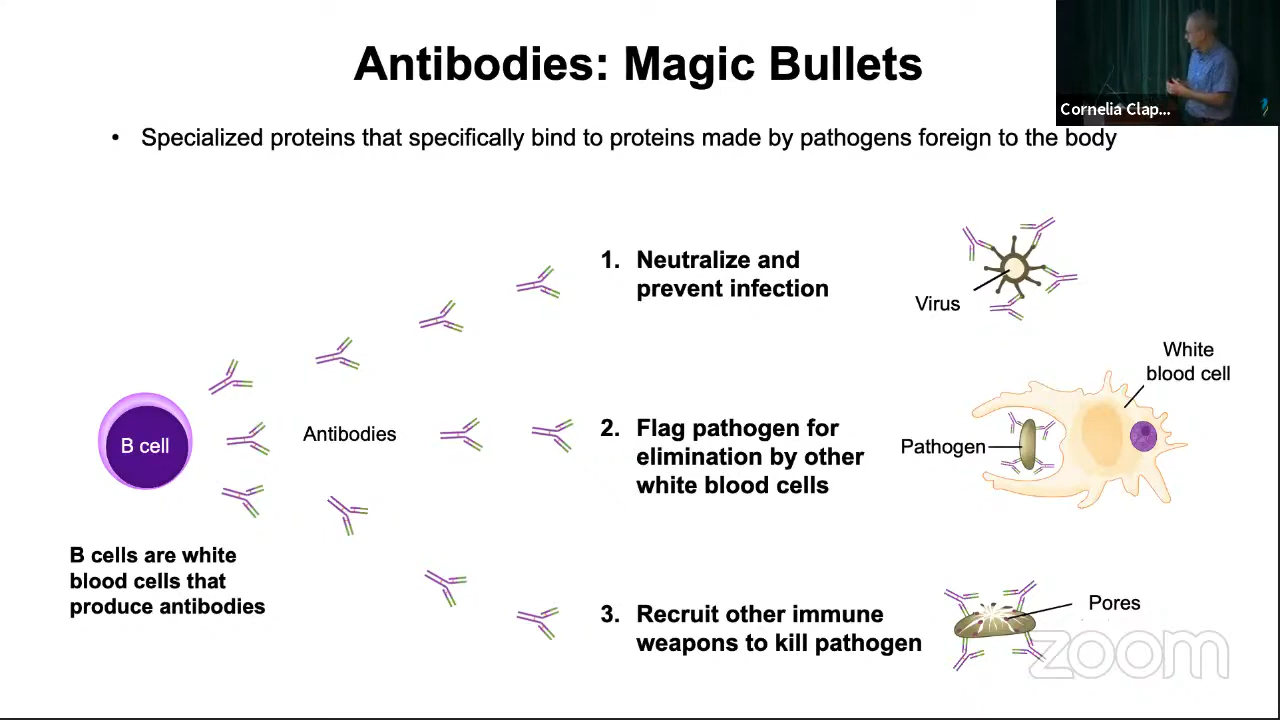 Antibodies: Magic Bullets
Cornelia Clap...
• Specialized proteins that specifically bind to proteins made by pathogens foreign to the body
1. Neutralize and
prevent infection
Virus
White
blood cell
B cell
Antibodies
2. Flag pathogen for
elimination by other
white blood cells
Pathogen
B cells are white
blood cells that
produce antibodies
3. Recruit other immune
weapons to kill pathogen
Pores
zoom